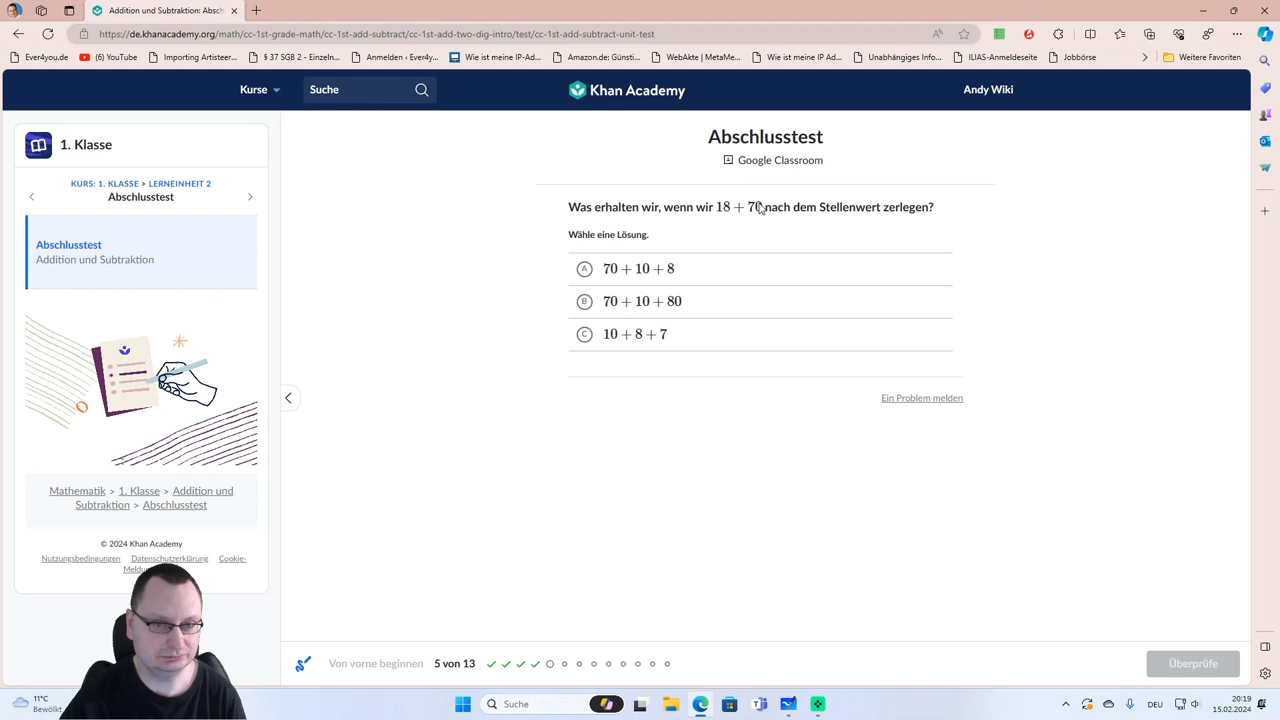 Addition und Subtraktion: Absch
https://de.khanacademy.org/math/cc-1st-grade-math/cc-1st-add-subtract/cc-1st-add-two-dig-intro/test/cc-1st-add-subtract-unit-test
Ever4you.de
(6) YouTube
Importing Artisteer...
§ 37 SGB 2 - Einzeln...
Anmelden ‹ Ever4y...
Wie ist meine IP-Ad...
Amazon.de: Günsti...
WebAkte | MetaMe...
Wie ist meine IP Ad...
Unabhängiges Info...
ILIAS-Anmeldeseite
Jobbörse
Weitere Favoriten
Kurse
Suche
Khan Academy
Andy Wiki
1. Klasse
KURS: 1. KLASSE > LERNEINHEIT 2
Abschlusstest
Abschlusstest
Addition und Subtraktion
Mathematik > 1. Klasse > Addition und
Subtraktion > Abschlusstest
© 2024 Khan Academy
Nutzungsbedingungen Datenschutzerklärung Cookie-
Abschlusstest
Google Classroom
Was erhalten wir, wenn wir 18 + 70 nach dem Stellenwert zerlegen?
Wähle eine Lösung.
A 70 + 10 + 8
B 70 + 10 + 80
C 10 + 8 + 7
Ein Problem melden
Von vorne beginnen 5 von 13
Überprüfe
11°C
Bewölkt
Suche
DEU
20:19
15.02.2024